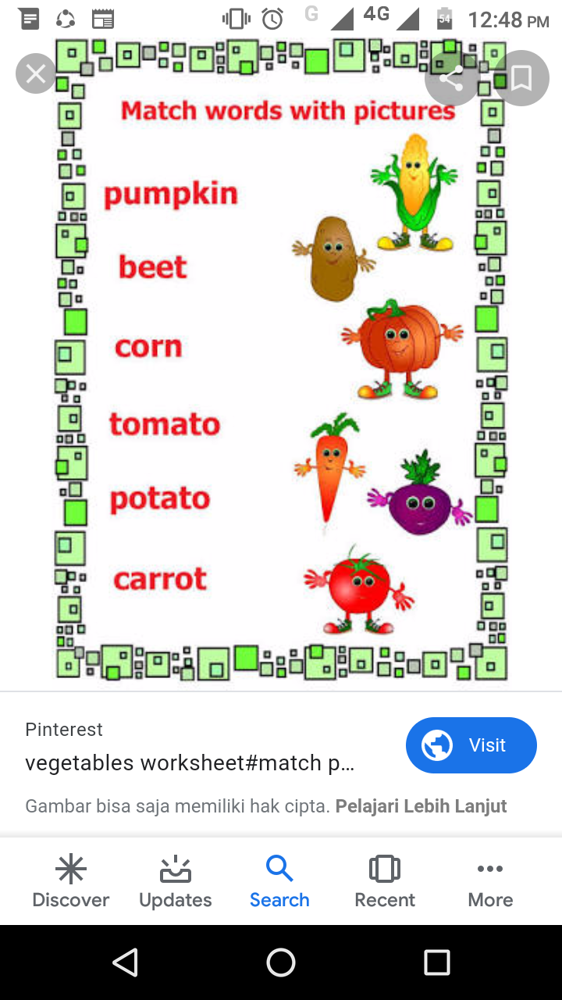 G 4G 54 12:48 PM
Match words with pictures
pumpkin
beet
corn
tomato
potato
carrot
Pinterest
vegetables worksheet#match p...
Visit
Gambar bisa saja memiliki hak cipta. Pelajari Lebih Lanjut
Discover Updates Search Recent More